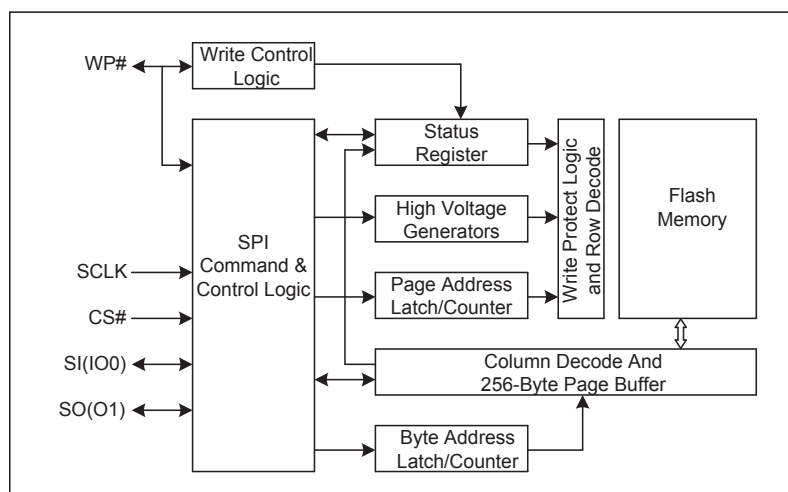 WP#
Write Control
Logic
SPI
Command &
Control Logic
Status
Register
High Voltage
Generators
Page Address
Latch/Counter
Write Protect Logic
and Row Decode
Flash
Memory
SCLK
CS#
SI(IO0)
SO(O1)
Column Decode And
256-Byte Page Buffer
Byte Address
Latch/Counter